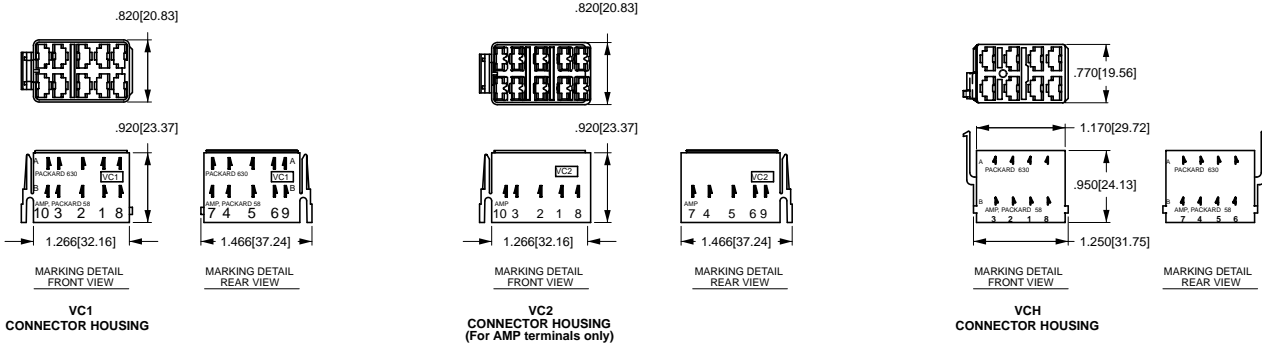 .820[20.83]
.920[23.37]
A
PACKARD 630
VC1
B
AMP, PACKARD 58
10 3 2 1 8
1.266[32.16]
MARKING DETAIL
FRONT VIEW
A
PACKARD 630
VC1
B
AMP, PACKARD 58
7 4 5 6 9
1.466[37.24]
MARKING DETAIL
REAR VIEW
VC1
CONNECTOR HOUSING
.820[20.83]
.920[23.37]
VC2
AMP
10 3 2 1 8
1.266[32.16]
MARKING DETAIL
FRONT VIEW
VC2
AMP
7 4 5 6 9
1.466[37.24]
MARKING DETAIL
REAR VIEW
VC2
CONNECTOR HOUSING
(For AMP terminals only)
.770[19.56]
1.170[29.72]
A
PACKARD 630
.950[24.13]
B
AMP, PACKARD 58
3 2 1 8
1.250[31.75]
MARKING DETAIL
FRONT VIEW
A
PACKARD 630
B
AMP, PACKARD 58
7 4 5 6
MARKING DETAIL
REAR VIEW
VCH
CONNECTOR HOUSING